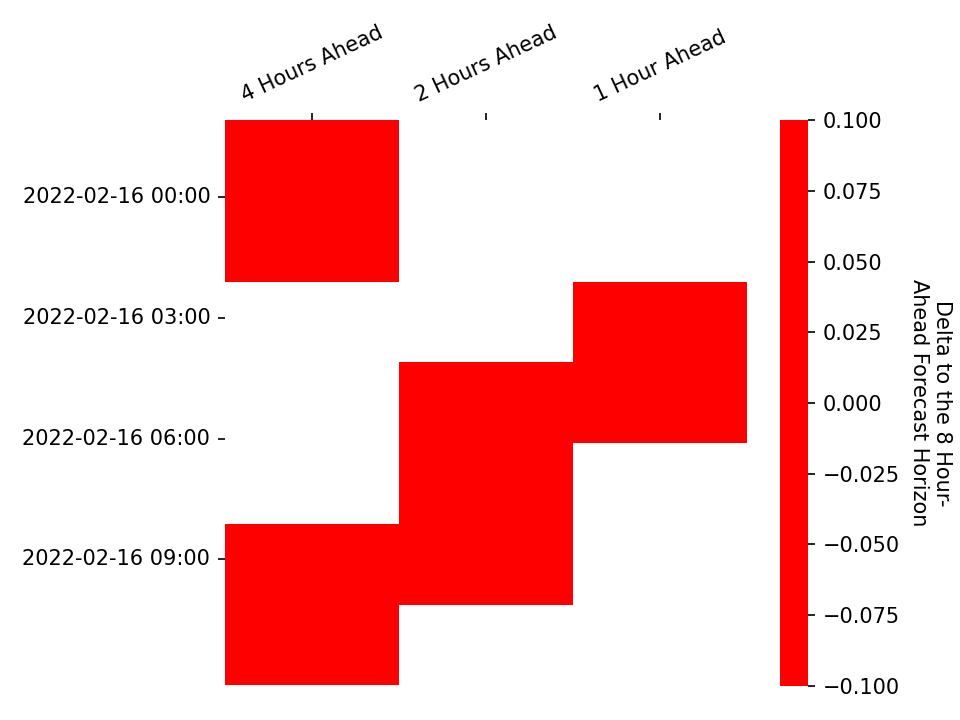 4 Hours Ahead
2 Hours Ahead
1 Hour Ahead
2022-02-16 00:00
2022-02-16 03:00
2022-02-16 06:00
2022-02-16 09:00
0.100
0.075
0.050
0.025
0.000
−0.025
−0.050
−0.075
−0.100
Delta to the 8 Hour-
Ahead Forecast Horizon